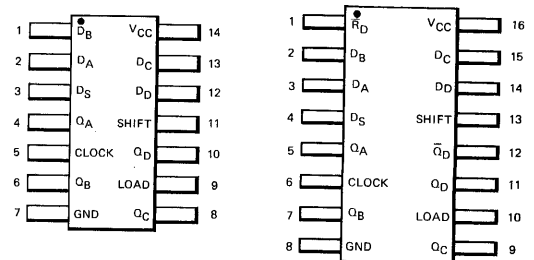 1 D_B V_CC 14
2 D_A D_C 13
3 D_S D_D 12
4 Q_A SHIFT 11
5 CLOCK Q_D 10
6 Q_B LOAD 9
7 GND Q_C 8
1 R̅_D V_CC 16
2 D_B D_C 15
3 D_A D_D 14
4 D_S SHIFT 13
5 Q_A Q̅_D 12
6 CLOCK Q_D 11
7 Q_B LOAD 10
8 GND Q_C 9